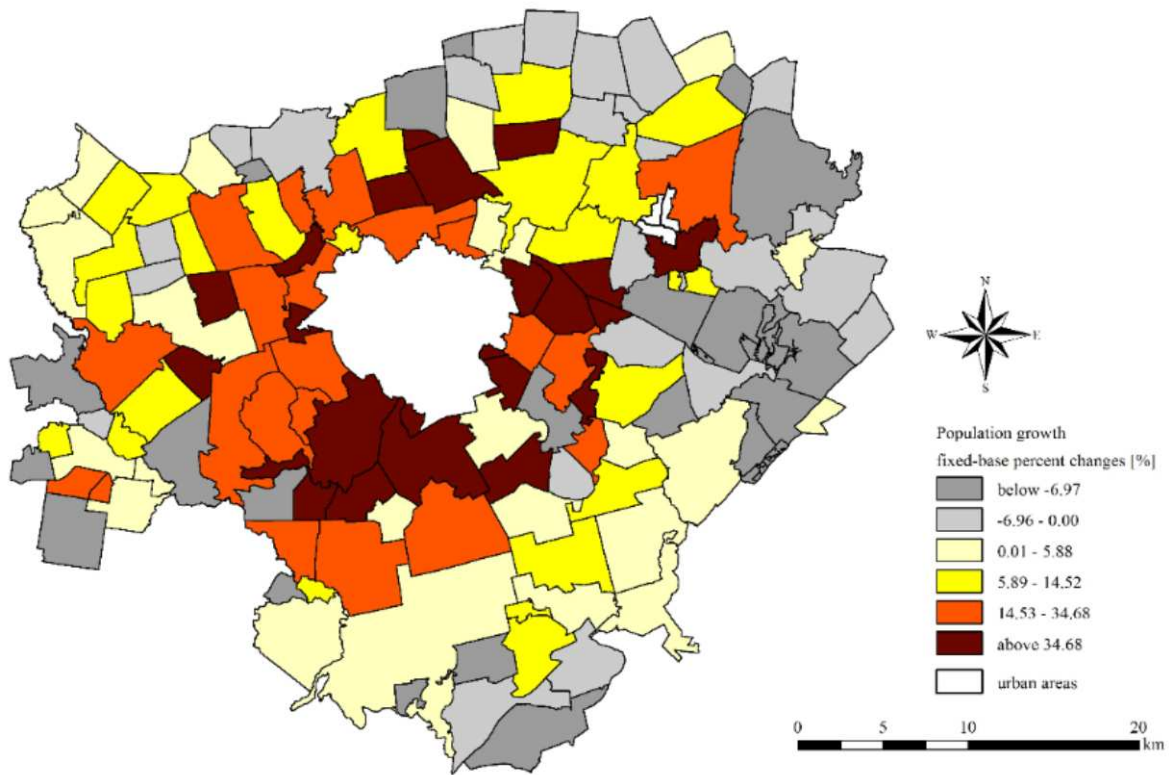 N
W
E
S
Population growth
fixed-base percent changes [%]
below -6.97
-6.96 - 0.00
0.01 - 5.88
5.89 - 14.52
14.53 - 34.68
above 34.68
urban areas
0 5 10 20
km